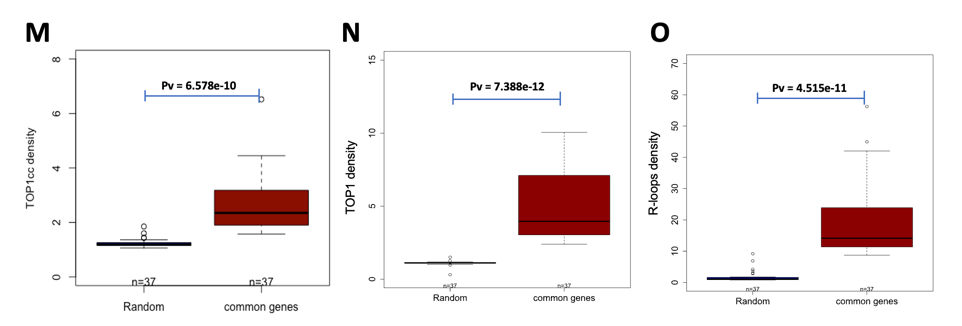 M
Pv = 6.578e-10
TOP1cc density
8
6
4
2
0
n=37
n=37
Random
common genes
N
Pv = 7.388e-12
TOP1 density
15
10
5
0
n=37
n=37
Random
common genes
O
Pv = 4.515e-11
R-loops density
70
60
50
40
30
20
10
0
n=37
n=37
Random
common genes